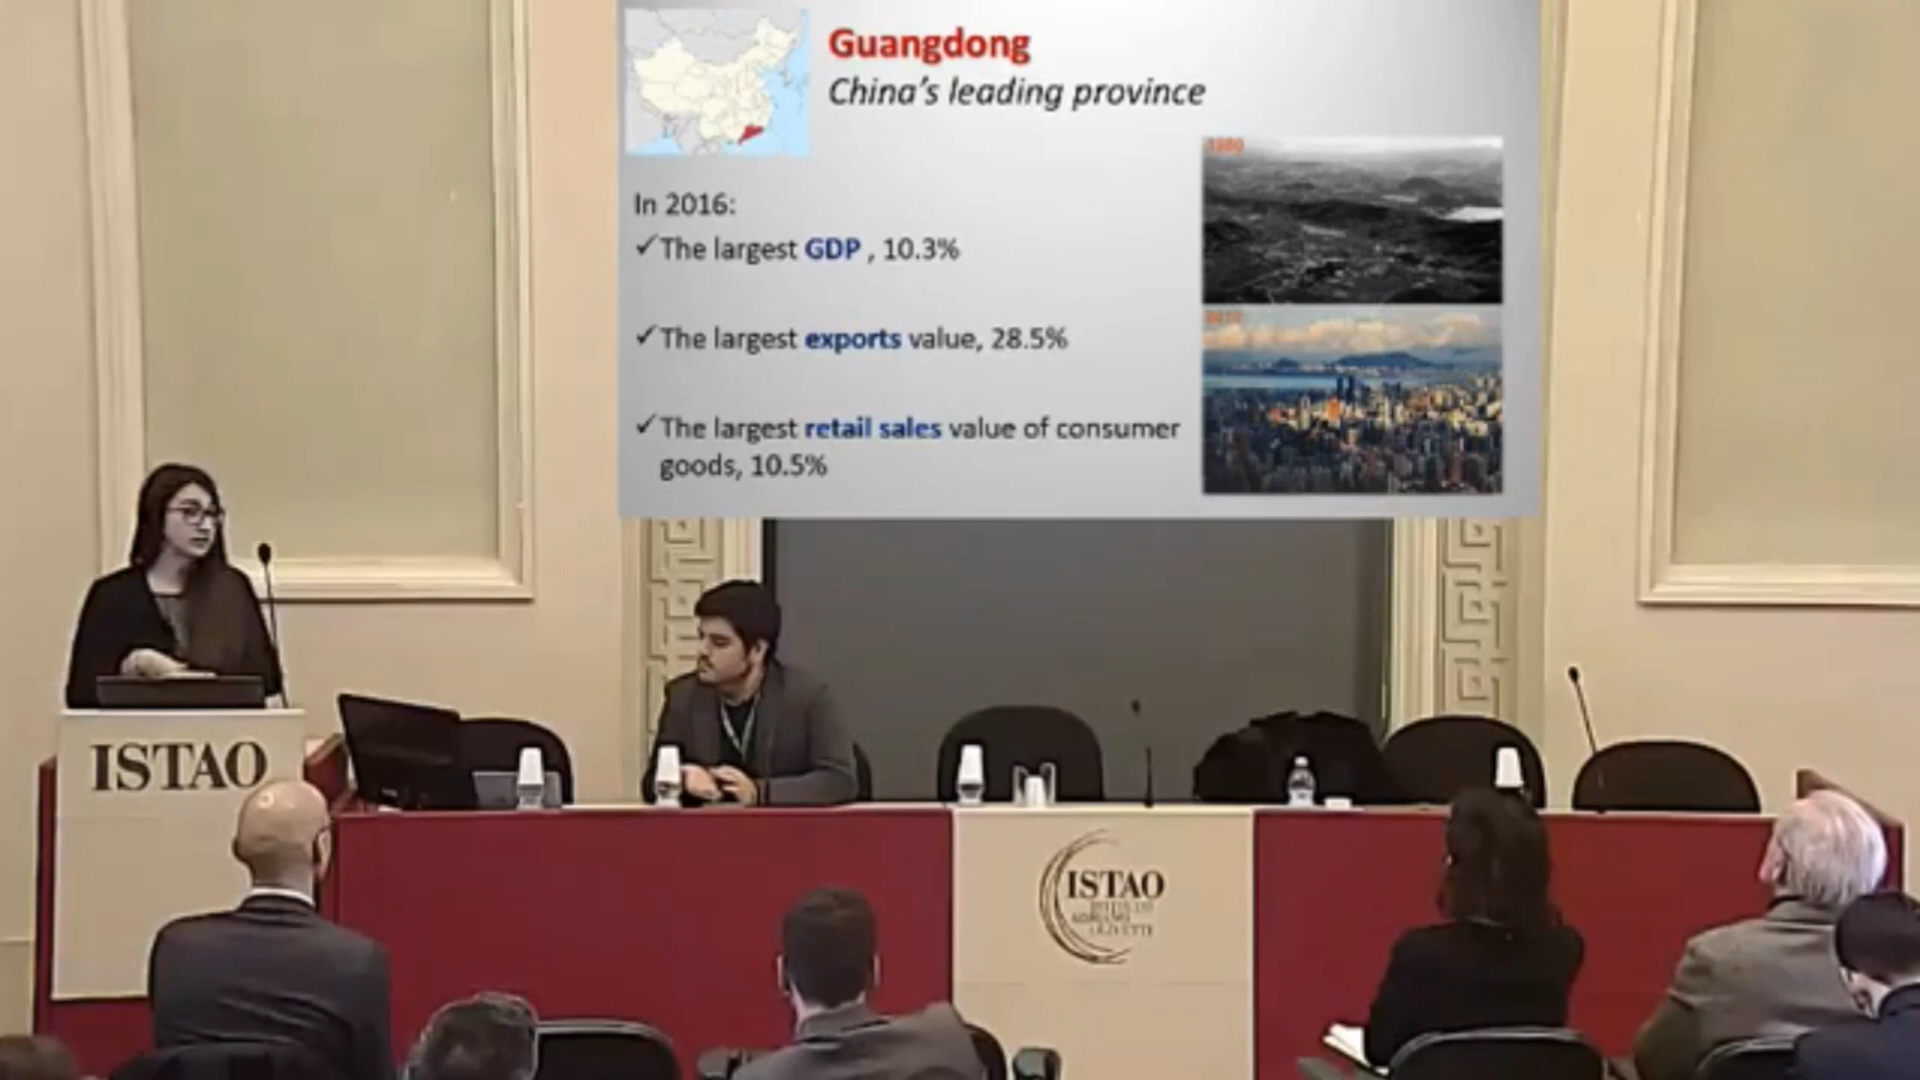 Guangdong
China's leading province
1980
In 2016:
✓The largest GDP , 10.3%
✓The largest exports value, 28.5%
✓The largest retail sales value of consumer
goods, 10.5%
ISTAO
ISTAO